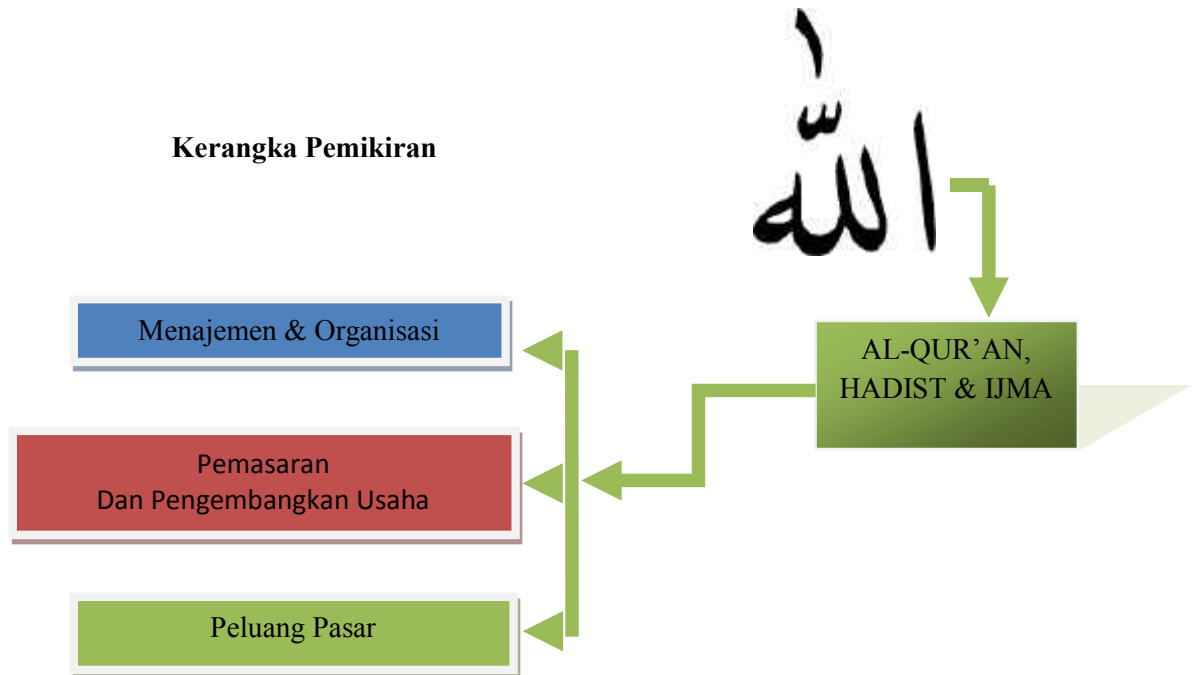 الله
Kerangka Pemikiran
Menajemen & Organisasi
AL-QUR’AN,
HADIST & IJMA
Pemasaran
Dan Pengembangkan Usaha
Peluang Pasar